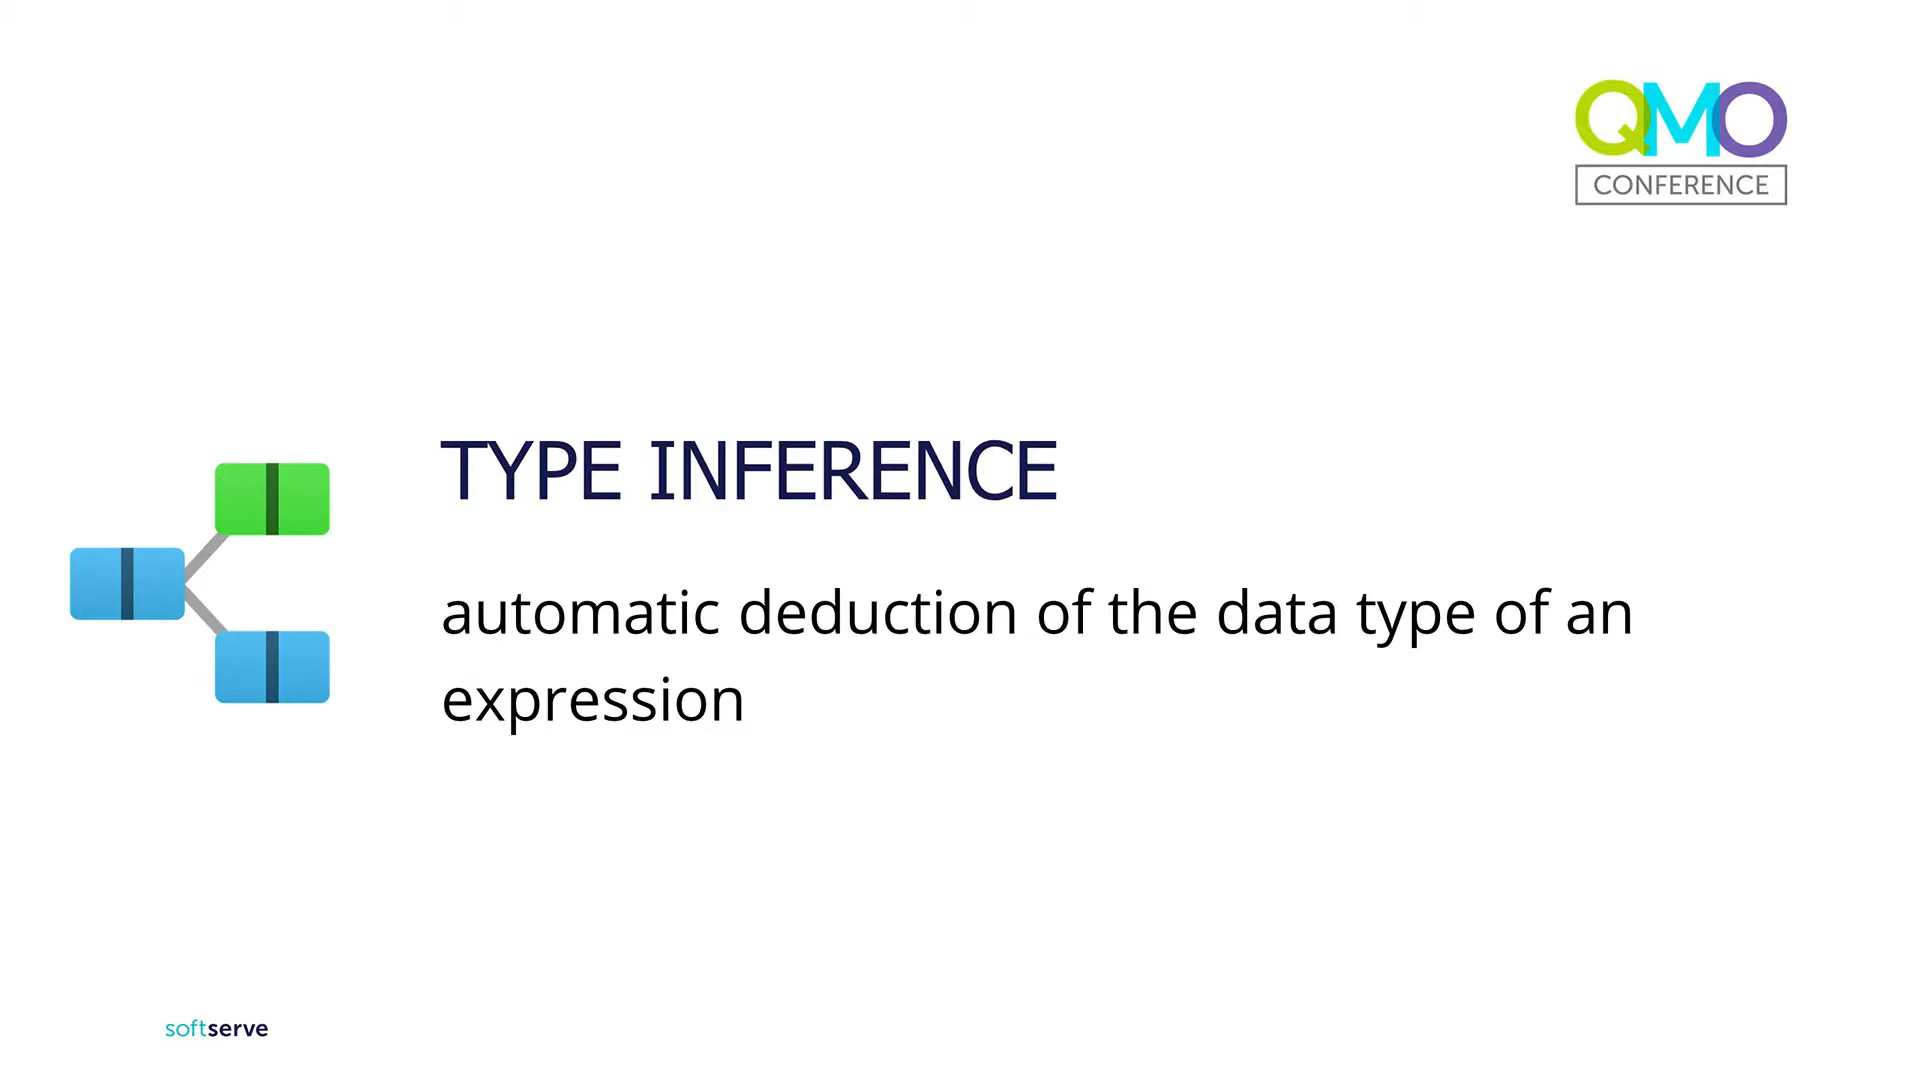 QMO
CONFERENCE
TYPE INFERENCE
automatic deduction of the data type of an
expression
softserve